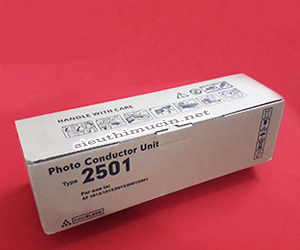 HANDLE WITH CARE
sieuthimucin.net
Photo Conductor Unit
Type 2501
For use in: